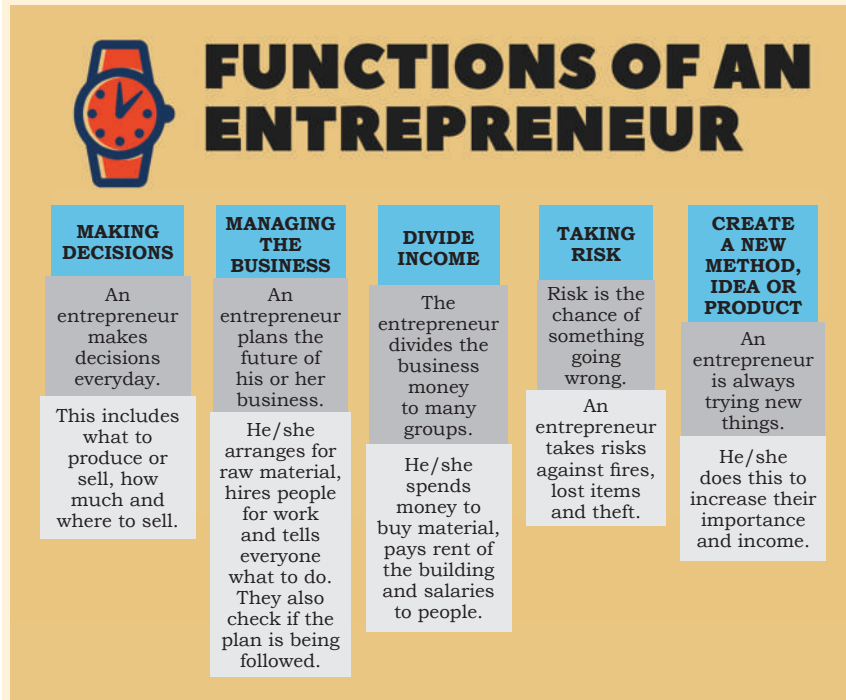 FUNCTIONS OF AN
ENTREPRENEUR
MAKING
DECISIONS
An
entrepreneur
makes
decisions
everyday.
This includes
what to
produce or
sell, how
much and
where to sell.
MANAGING
THE
BUSINESS
An
entrepreneur
plans the
future of
his or her
business.
He/she
arranges for
raw material,
hires people
for work
and tells
everyone
what to do.
They also
check if the
plan is being
followed.
DIVIDE
INCOME
The
entrepreneur
divides the
business
money
to many
groups.
He/she
spends
money to
buy material,
pays rent of
the building
and salaries
to people.
TAKING
RISK
Risk is the
chance of
something
going
wrong.
An
entrepreneur
takes risks
against fires,
lost items
and theft.
CREATE
A NEW
METHOD,
IDEA OR
PRODUCT
An
entrepreneur
is always
trying new
things.
He/she
does this to
increase their
importance
and income.